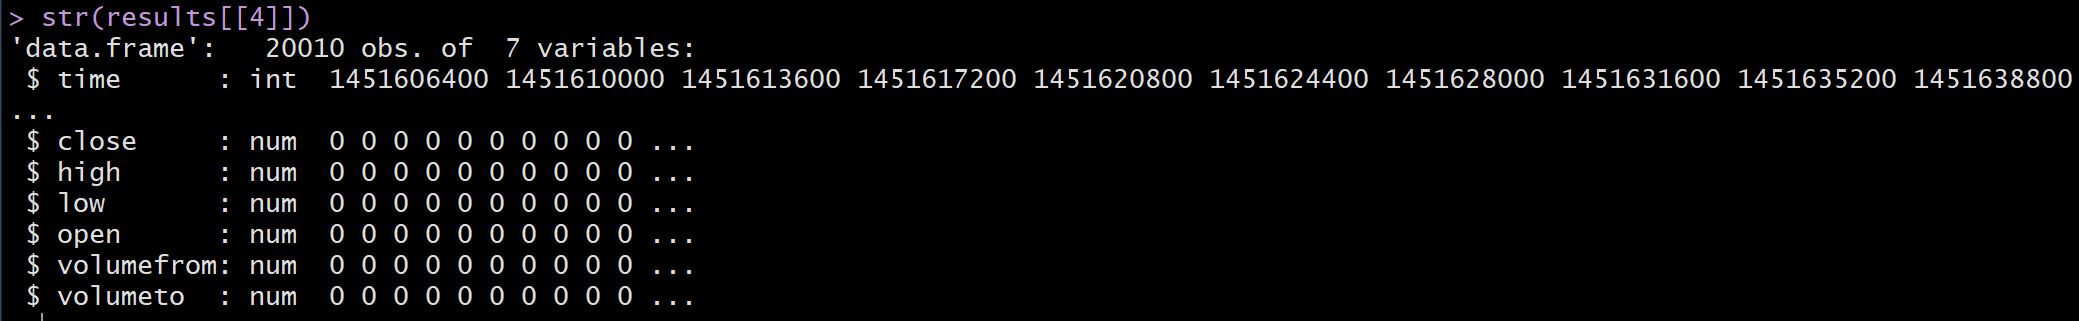 > str(results[[4]])
'data.frame':   20010 obs. of  7 variables:
 $ time      : int  1451606400 1451610000 1451613600 1451617200 1451620800 1451624400 1451628000 1451631600 1451635200 1451638800
...
 $ close     : num  0 0 0 0 0 0 0 0 0 0 ...
 $ high      : num  0 0 0 0 0 0 0 0 0 0 ...
 $ low       : num  0 0 0 0 0 0 0 0 0 0 ...
 $ open      : num  0 0 0 0 0 0 0 0 0 0 ...
 $ volumefrom: num  0 0 0 0 0 0 0 0 0 0 ...
 $ volumeto  : num  0 0 0 0 0 0 0 0 0 0 ...